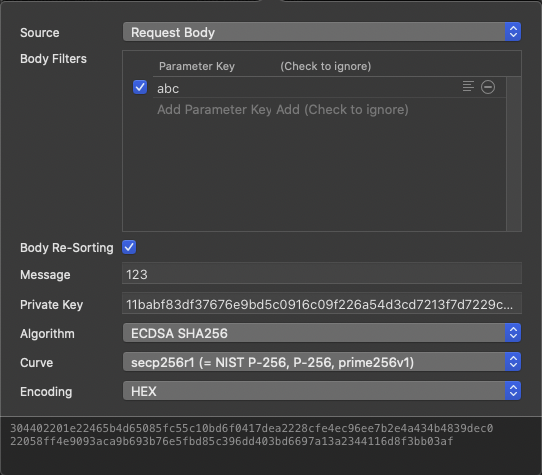 Source
Request Body
Body Filters
Parameter Key (Check to ignore)
abc
Add Parameter Key Add (Check to ignore)
Body Re-Sorting
Message
123
Private Key
11babf83df37676e9bd5c0916c09f226a54d3cd7213f7d7229c...
Algorithm
ECDSA SHA256
Curve
secp256r1 (= NIST P-256, P-256, prime256v1)
Encoding
HEX
304402201e22465b4d65085fc55c10bd6f0417dea2228cfe4ec96ee7b2e4a434b4839dec0
22058ff4e9093aca9b693b76e5fbd85c396dd403bd6697a13a2344116d8f3bb03af